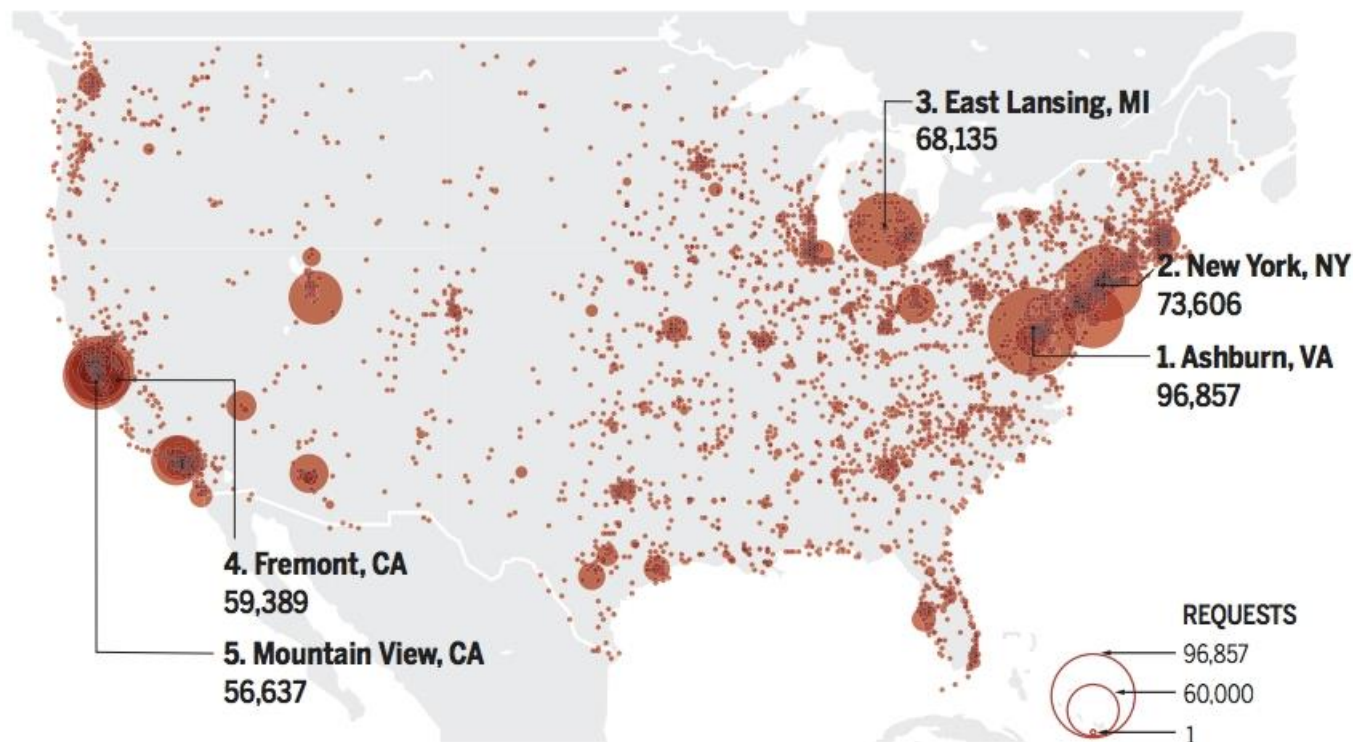 3. East Lansing, MI
68,135
2. New York, NY
73,606
1. Ashburn, VA
96,857
4. Fremont, CA
59,389
5. Mountain View, CA
56,637
REQUESTS
96,857
60,000
1